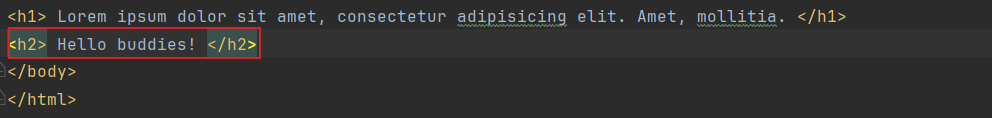 <h1> Lorem ipsum dolor sit amet, consectetur adipisicing elit. Amet, mollitia. </h1>
<h2> Hello buddies! </h2>
</body>
</html>